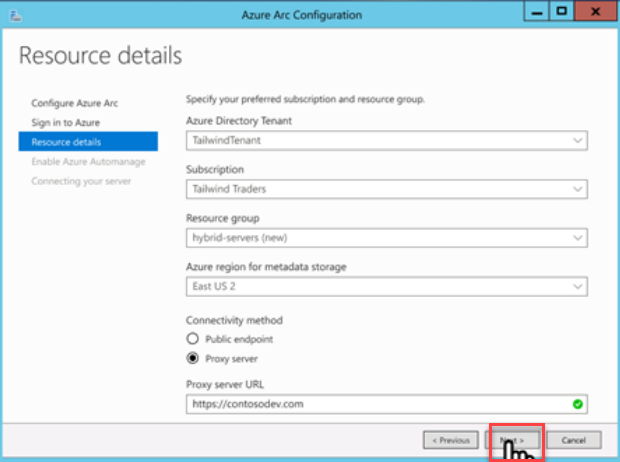 Azure Arc Configuration
Resource details
Configure Azure Arc
Sign in to Azure
Resource details
Enable Azure Automanage
Connecting your server
Specify your preferred subscription and resource group.
Azure Directory Tenant
TailwindTenant
Subscription
Tailwind Traders
Resource group
hybrid-servers (new)
Azure region for metadata storage
East US 2
Connectivity method
Public endpoint
Proxy server
Proxy server URL
https://contosodev.com
< Previous
Next >
Cancel